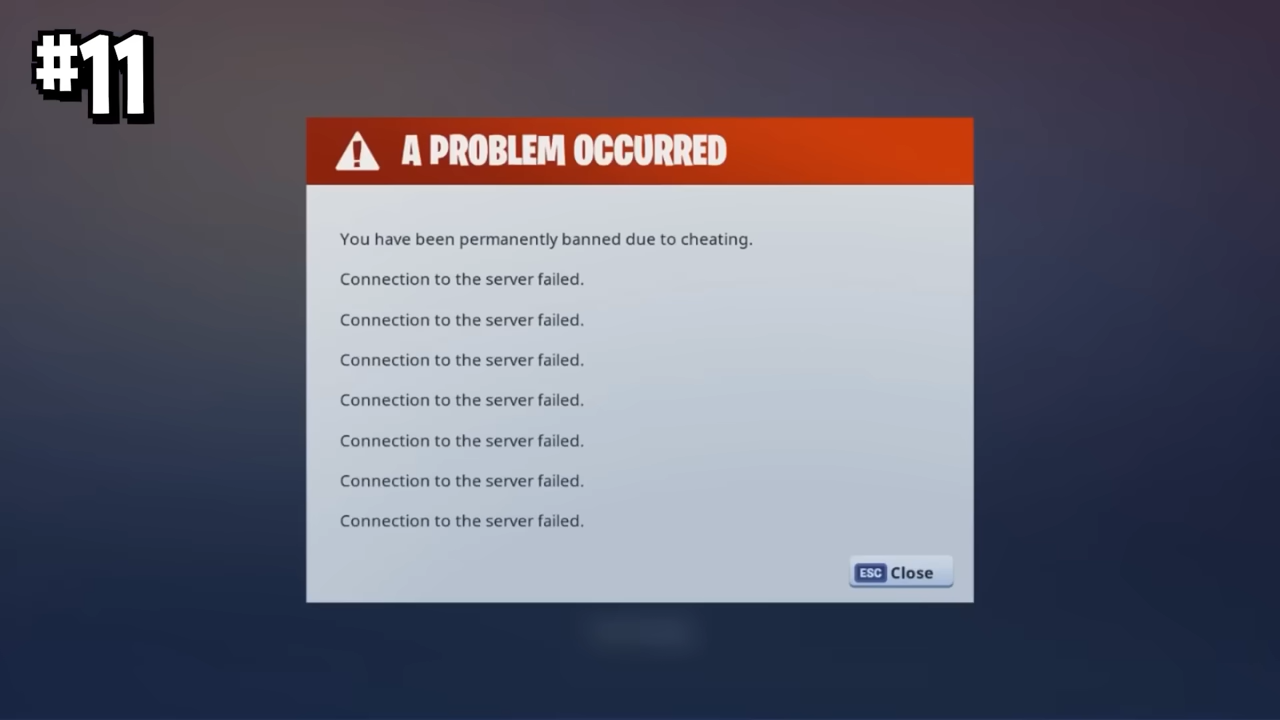 #11
A PROBLEM OCCURRED
You have been permanently banned due to cheating.
Connection to the server failed.
Connection to the server failed.
Connection to the server failed.
Connection to the server failed.
Connection to the server failed.
Connection to the server failed.
Connection to the server failed.
ESC Close